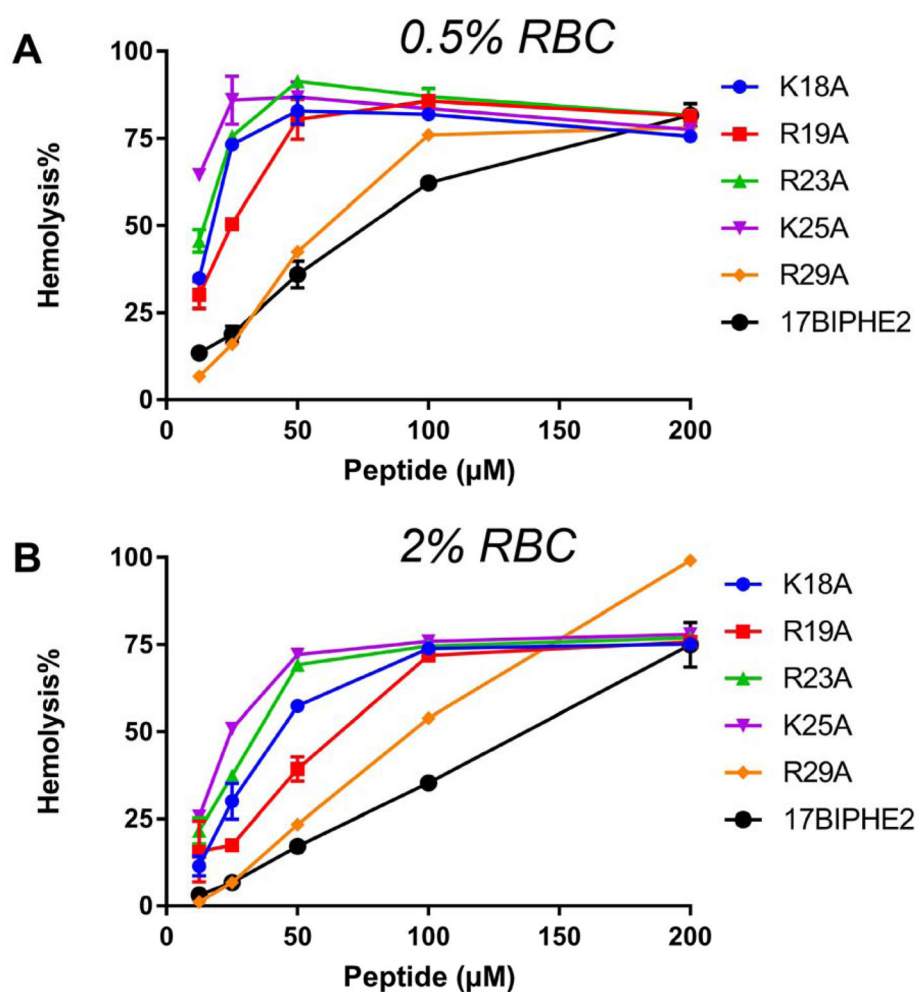 A
0.5% RBC
100
75
50
25
0
Hemolysis%
0
50
100
150
200
Peptide (µM)
K18A
R19A
R23A
K25A
R29A
17BIPHE2
B
2% RBC
100
75
50
25
0
Hemolysis%
0
50
100
150
200
Peptide (µM)
K18A
R19A
R23A
K25A
R29A
17BIPHE2